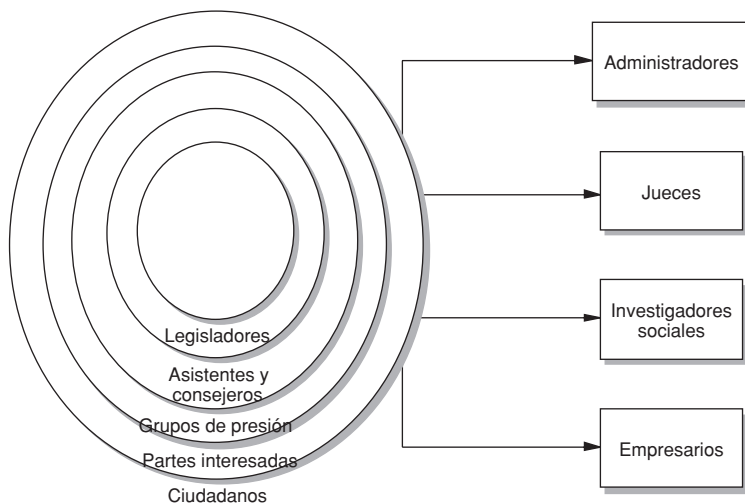 Administradores
Jueces
Investigadores
sociales
Empresarios
Legisladores
Asistentes y
consejeros
Grupos de presión
Partes interesadas
Ciudadanos